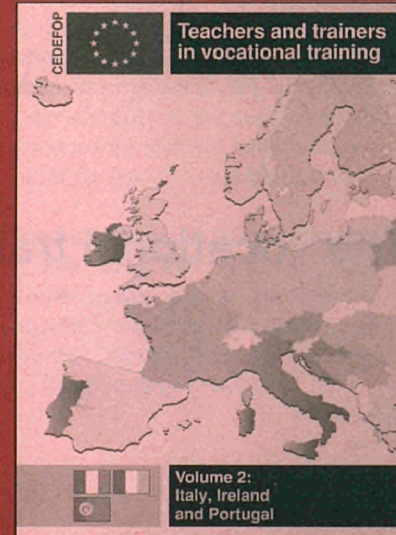 CEDEFOP
Teachers and trainers
in vocational training
Volume 2:
Italy, Ireland
and Portugal